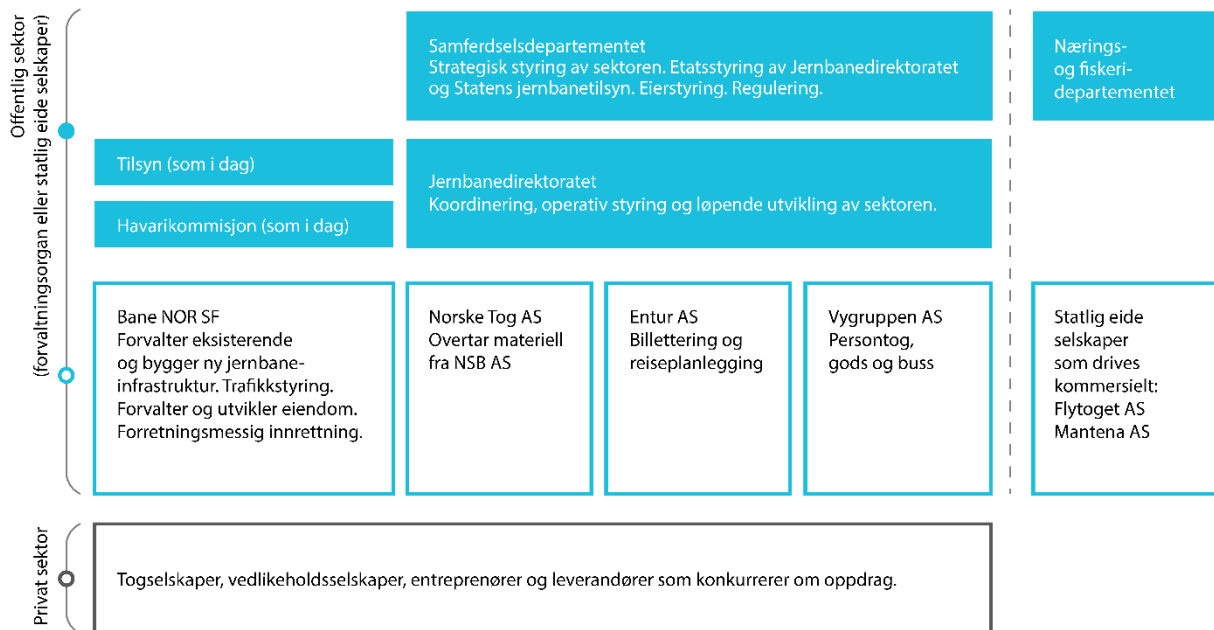 Offentlig sektor
(forvaltningsorgan eller statlig eide selskaper)
Samferdselsdepartementet
Strategisk styring av sektoren. Etatsstyring av Jernbanedirektoratet
og Statens jernbanetilsyn. Eierstyring. Regulering.
Nærings-
og fiskeri-
departementet
Tilsyn (som i dag)
Havarikommisjon (som i dag)
Jernbanedirektoratet
Koordinering, operativ styring og løpende utvikling av sektoren.
Bane NOR SF
Forvalter eksisterende
og bygger ny jernbane-
infrastruktur. Trafikkstyring.
Forvalter og utvikler eiendom.
Forretningsmessig innrettning.
Norske Tog AS
Overtar materiell
fra NSB AS
Entur AS
Billettering og
reiseplanlegging
Vygruppen AS
Persontog,
gods og buss
Statlig eide
selskaper
som drives
kommersielt:
Flytoget AS
Mantena AS
Privat sektor
Togselskaper, vedlikeholdsselskaper, entreprenører og leverandører som konkurrerer om oppdrag.